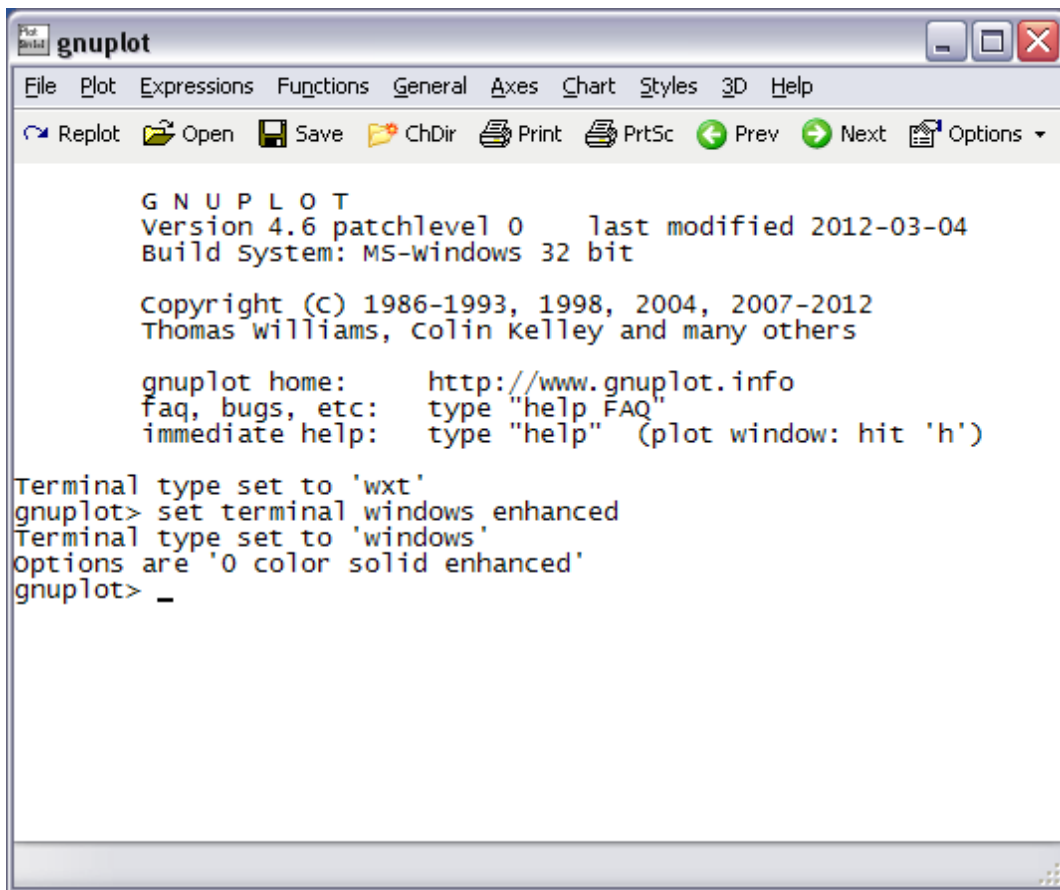 gnuplot
File Plot Expressions Functions General Axes Chart Styles 3D Help
Replot Open Save ChDir Print PrtSc Prev Next Options
G N U P L O T
Version 4.6 patchlevel 0    last modified 2012-03-04
Build System: MS-Windows 32 bit
Copyright (C) 1986-1993, 1998, 2004, 2007-2012
Thomas Williams, Colin Kelley and many others
gnuplot home:     http://www.gnuplot.info
faq, bugs, etc:   type "help FAQ"
immediate help:   type "help"  (plot window: hit 'h')
Terminal type set to 'wxt'
gnuplot> set terminal windows enhanced
Terminal type set to 'windows'
Options are '0 color solid enhanced'
gnuplot> _